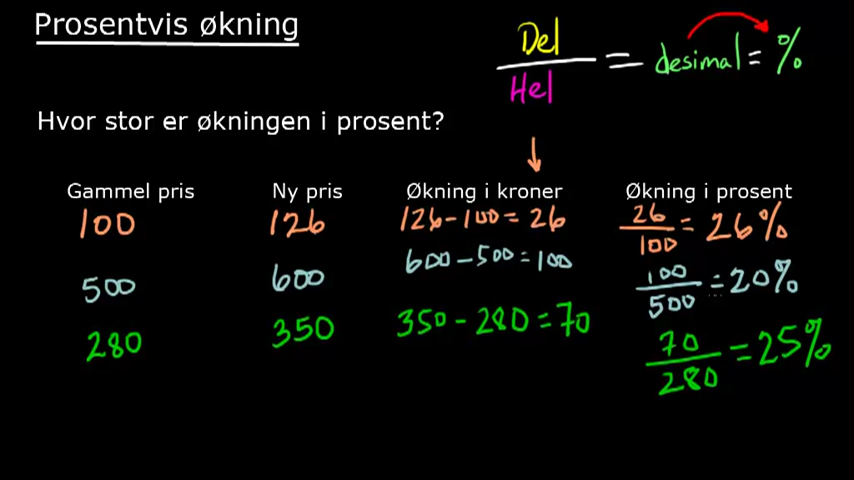 Prosentvis økning
Del
Hel
= desimal = %
Hvor stor er økningen i prosent?
Gammel pris Ny pris Økning i kroner Økning i prosent
100 126 126-100=26 26/100 = 26%
500 600 600-500=100 100/500 = 20%
280 350 350-280=70 70/280 = 25%